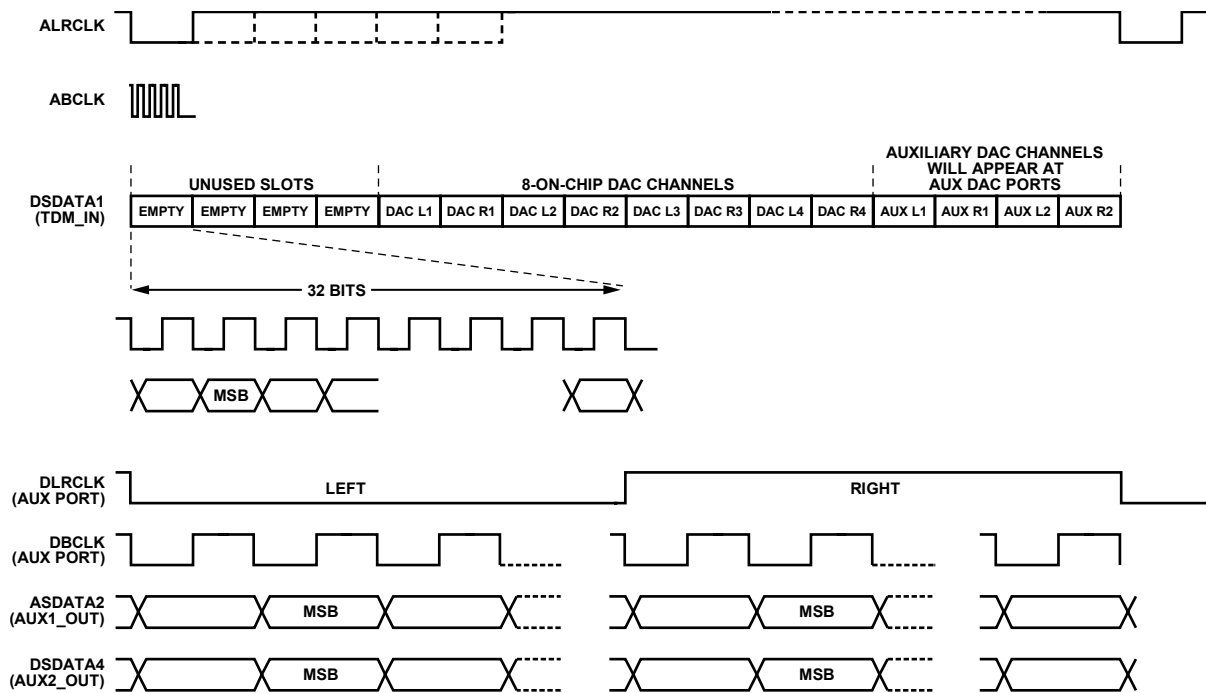 ALRCLK
ABCLK
AUXILIARY DAC CHANNELS
WILL APPEAR AT
AUX DAC PORTS
UNUSED SLOTS
8-ON-CHIP DAC CHANNELS
DSDATA1
(TDM_IN)
EMPTY EMPTY EMPTY EMPTY DAC L1 DAC R1 DAC L2 DAC R2 DAC L3 DAC R3 DAC L4 DAC R4 AUX L1 AUX R1 AUX L2 AUX R2
32 BITS
MSB
DLRCLK
(AUX PORT)
LEFT RIGHT
DBCLK
(AUX PORT)
ASDATA2
(AUX1_OUT)
MSB MSB
DSDATA4
(AUX2_OUT)
MSB MSB